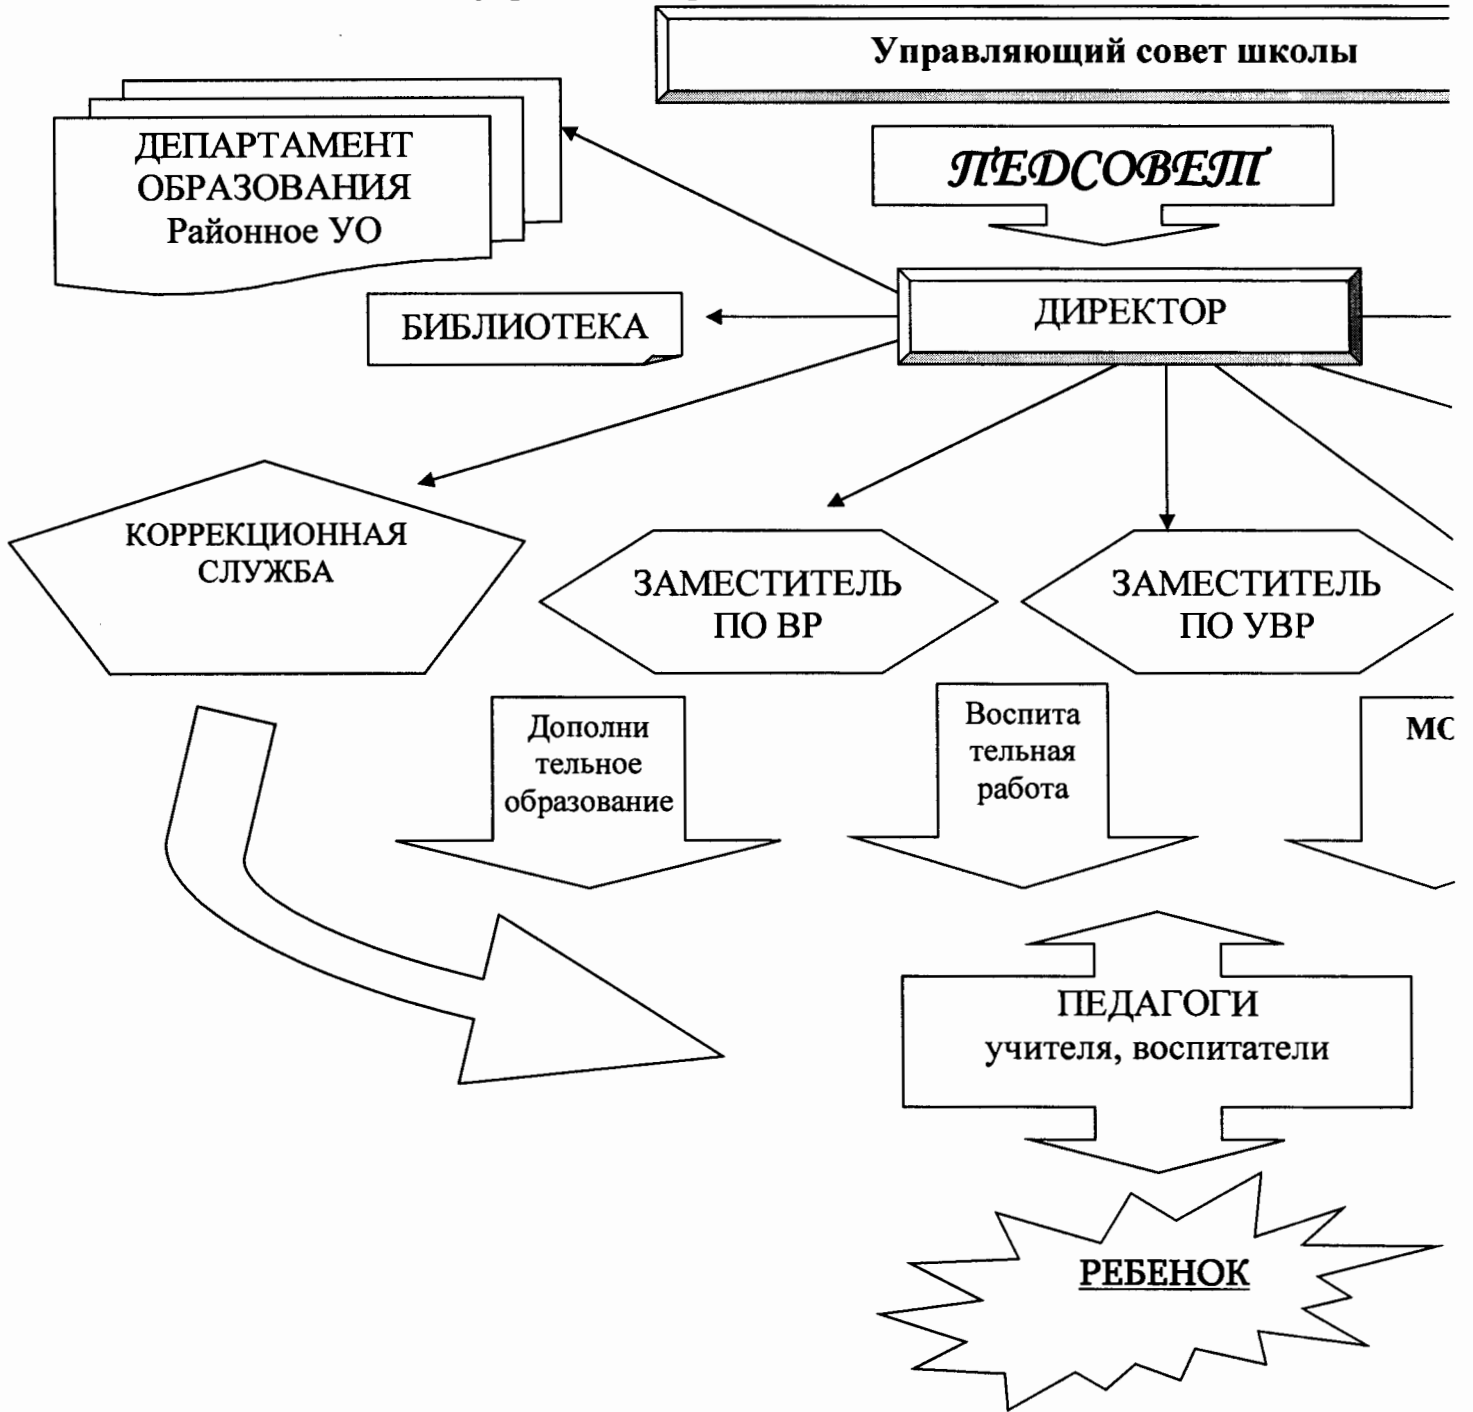 Управляющий совет школы
ДЕПАРТАМЕНТ
ОБРАЗОВАНИЯ
Районное УО
ПЕДСОВЕТ
БИБЛИОТЕКА
ДИРЕКТОР
КОРРЕКЦИОННАЯ
СЛУЖБА
ЗАМЕСТИТЕЛЬ
ПО ВР
ЗАМЕСТИТЕЛЬ
ПО УВР
Дополни
тельное
образование
Воспита
тельная
работа
МО
ПЕДАГОГИ
учителя, воспитатели
РЕБЕНОК